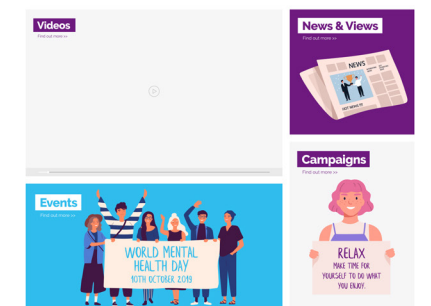 Videos
Find out more >>
News & Views
Find out more >>
NEWS
Campaigns
Find out more >>
RELAX
MAKE TIME FOR
YOURSELF TO DO WHAT
YOU ENJOY.
Events
Find out more >>
WORLD MENTAL
HEALTH DAY
10TH OCTOBER 2019